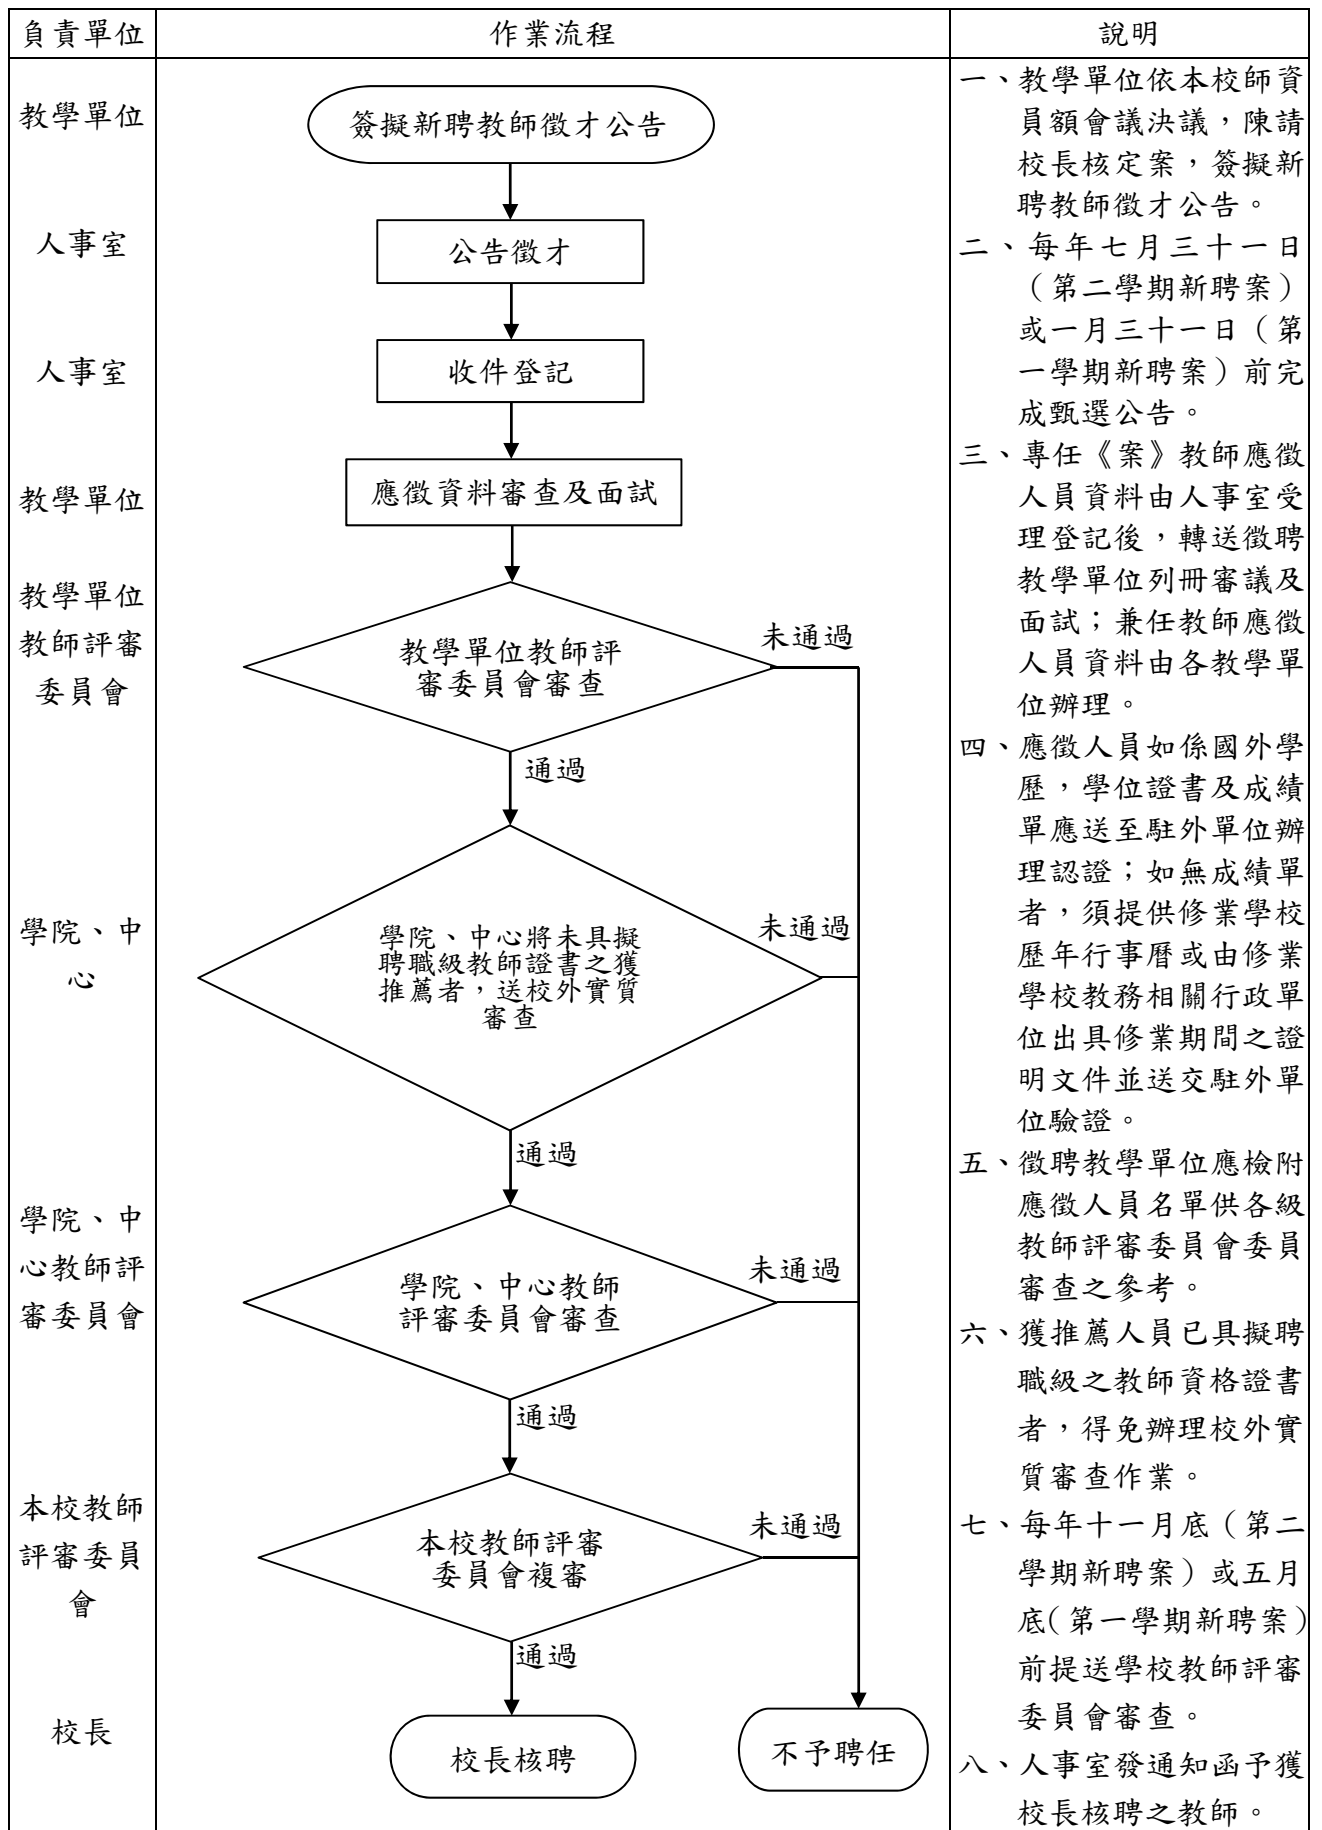 負責單位
作業流程
說明
教學單位
人事室
人事室
教學單位
教學單位
教師評審
委員會
學院、中
心
學院、中
心教師評
審委員會
本校教師
評審委員
會
校長
簽擬新聘教師徵才公告
公告徵才
收件登記
應徵資料審查及面試
教學單位教師評
審委員會審查
未通過
通過
學院、中心將未具擬
聘職級教師證書之獲
推薦者，送校外實質
審查
未通過
通過
學院、中心教師
評審委員會審查
未通過
通過
本校教師評審
委員會複審
未通過
通過
校長核聘
不予聘任
一、教學單位依本校師資
員額會議決議，陳請
校長核定案，簽擬新
聘教師徵才公告。
二、每年七月三十一日
（第二學期新聘案）
或一月三十一日（第
一學期新聘案）前完
成甄選公告。
三、專任《案》教師應徵
人員資料由人事室受
理登記後，轉送徵聘
教學單位列冊審議及
面試；兼任教師應徵
人員資料由各教學單
位辦理。
四、應徵人員如係國外學
歷，學位證書及成績
單應送至駐外單位辦
理認證；如無成績單
者，須提供修業學校
歷年行事曆或由修業
學校教務相關行政單
位出具修業期間之證
明文件並送交駐外單
位驗證。
五、徵聘教學單位應檢附
應徵人員名單供各級
教師評審委員會委員
審查之參考。
六、獲推薦人員已具擬聘
職級之教師資格證書
者，得免辦理校外實
質審查作業。
七、每年十一月底（第二
學期新聘案）或五月
底(第一學期新聘案）
前提送學校教師評審
委員會審查。
八、人事室發通知函予獲
校長核聘之教師。